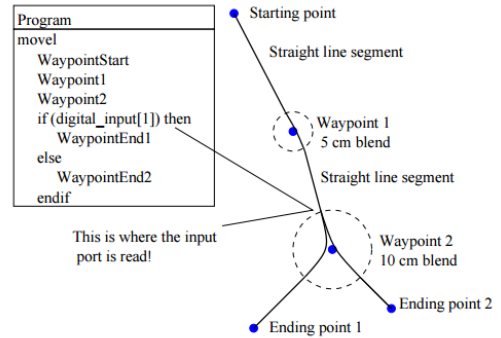 Program
movel
WaypointStart
Waypoint1
Waypoint2
if (digital_input[1]) then
WaypointEnd1
else
WaypointEnd2
endif
Starting point
Straight line segment
Waypoint 1
5 cm blend
Straight line segment
This is where the input
port is read!
Waypoint 2
10 cm blend
Ending point 2
Ending point 1